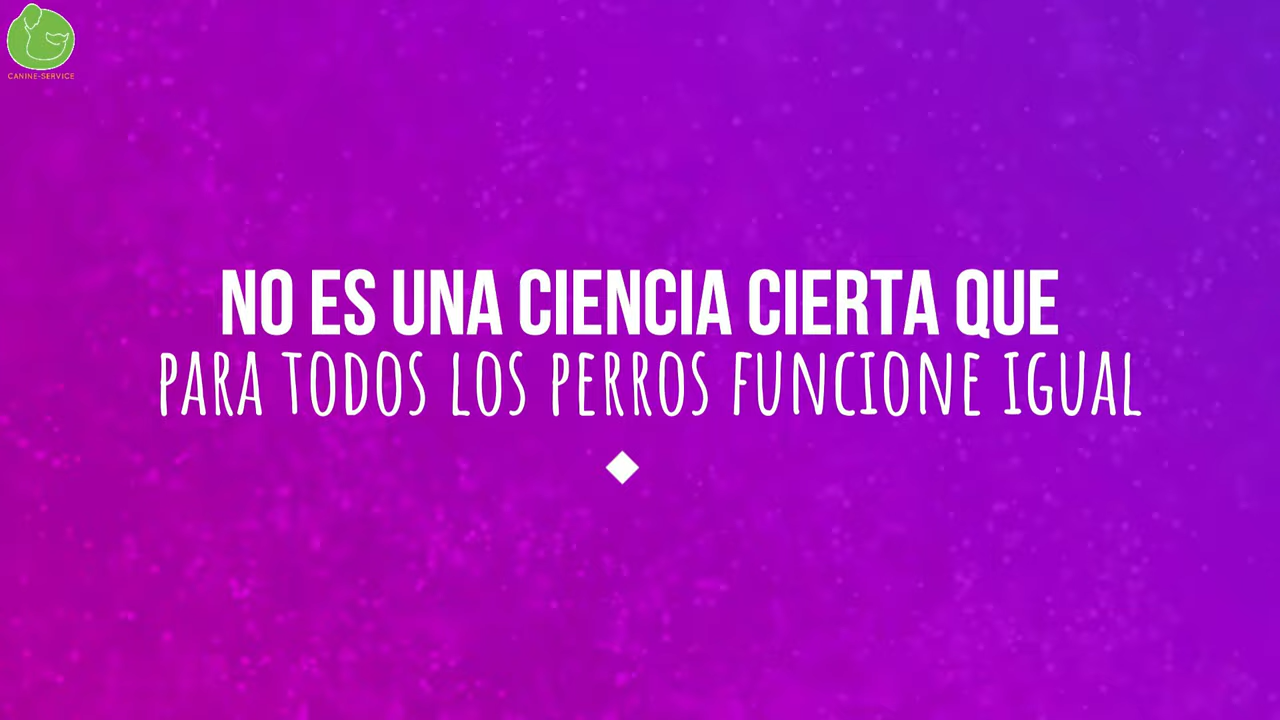 CANINE-SERVICE
NO ES UNA CIENCIA CIERTA QUE
PARA TODOS LOS PERROS FUNCIONE IGUAL